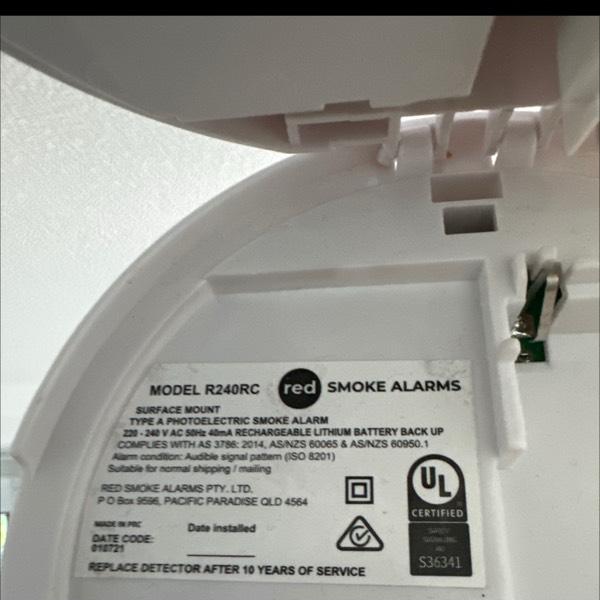 MODEL R240RC red SMOKE ALARMS
SURFACE MOUNT
TYPE A PHOTOELECTRIC SMOKE ALARM
220 - 240 V AC 50Hz 40mA RECHARGEABLE LITHIUM BATTERY BACK UP
COMPLIES WITH AS 3786: 2014, AS/NZS 60065 & AS/NZS 60950.1
Alarm condition: Audible signal pattern (ISO 8201)
Suitable for normal shipping / mailing
RED SMOKE ALARMS PTY. LTD.
P O Box 9596, PACIFIC PARADISE QLD 4564
MADE IN PRC
Date installed
DATE CODE:
010721
REPLACE DETECTOR AFTER 10 YEARS OF SERVICE
UL
CERTIFIED
SAFETY
SIGNALING
AU
S36341